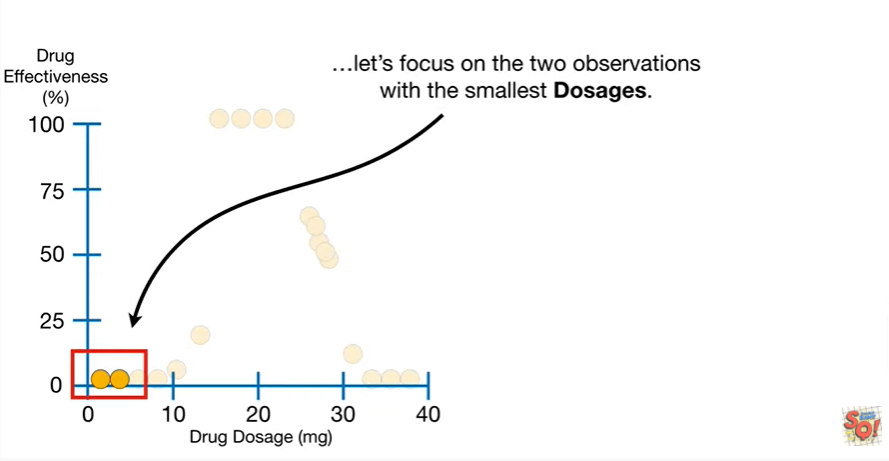 Drug
Effectiveness
(%)
…let's focus on the two observations
with the smallest Dosages.
100
75
50
25
0
0 10 20 30 40
Drug Dosage (mg)
SQ!